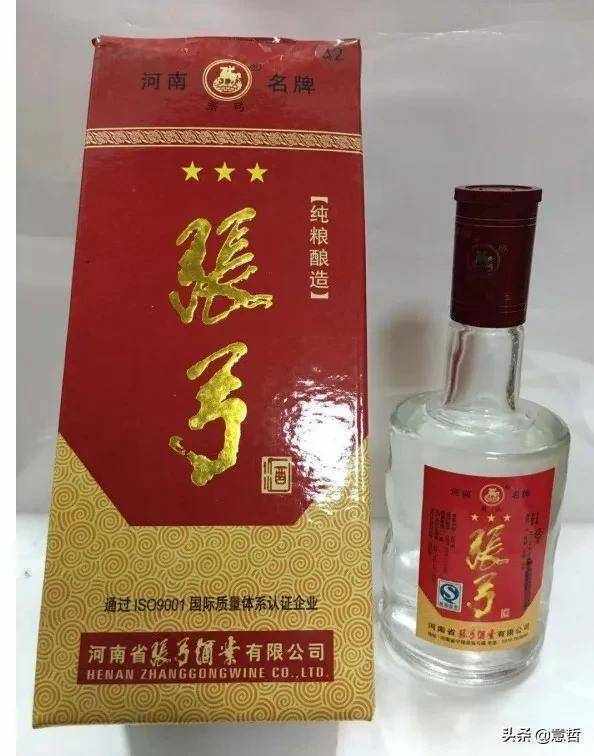 42
河南 名牌
張弓
★★★
【纯粮酿造】
張弓
酒
通过ISO9001国际质量体系认证企业
河南省張弓酒业有限公司
HENAN ZHANGGONGWINE CO.,LTD.
河南 名牌
★★★
張弓
河南省張弓酒业有限公司
头条 @意哲